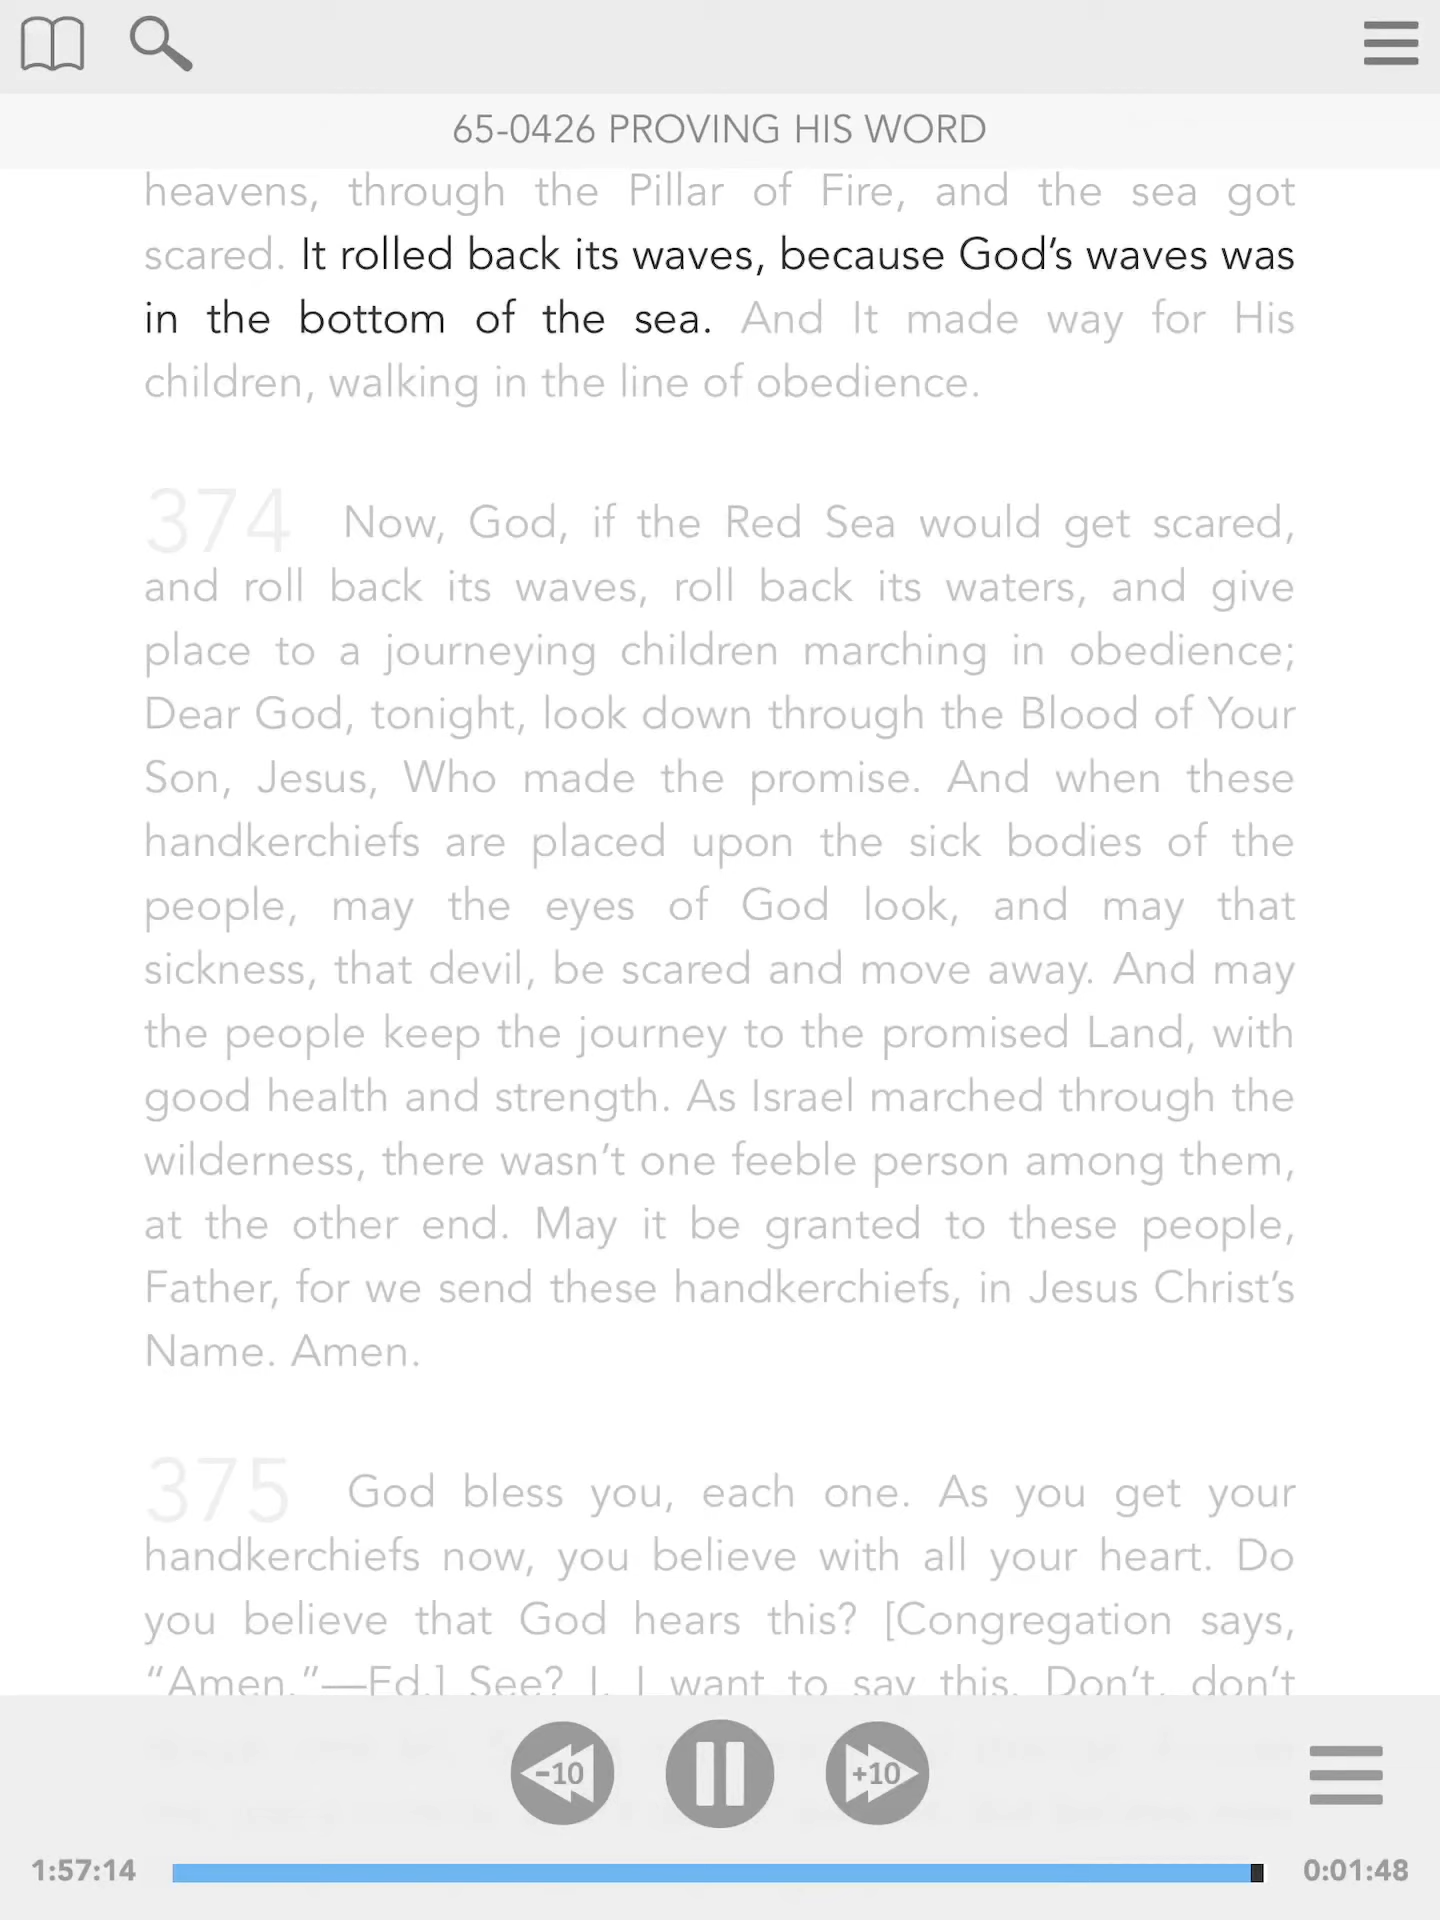 65-0426 PROVING HIS WORD
heavens, through the Pillar of Fire, and the sea got
scared. It rolled back its waves, because God’s waves was
in the bottom of the sea. And It made way for His
children, walking in the line of obedience.
374 Now, God, if the Red Sea would get scared,
and roll back its waves, roll back its waters, and give
place to a journeying children marching in obedience;
Dear God, tonight, look down through the Blood of Your
Son, Jesus, Who made the promise. And when these
handkerchiefs are placed upon the sick bodies of the
people, may the eyes of God look, and may that
sickness, that devil, be scared and move away. And may
the people keep the journey to the promised Land, with
good health and strength. As Israel marched through the
wilderness, there wasn’t one feeble person among them,
at the other end. May it be granted to these people,
Father, for we send these handkerchiefs, in Jesus Christ’s
Name. Amen.
375 God bless you, each one. As you get your
handkerchiefs now, you believe with all your heart. Do
you believe that God hears this? [Congregation says,
“Amen.”—Ed.] See? I, I want to say this. Don’t, don’t
-10 +10
1:57:14 0:01:48